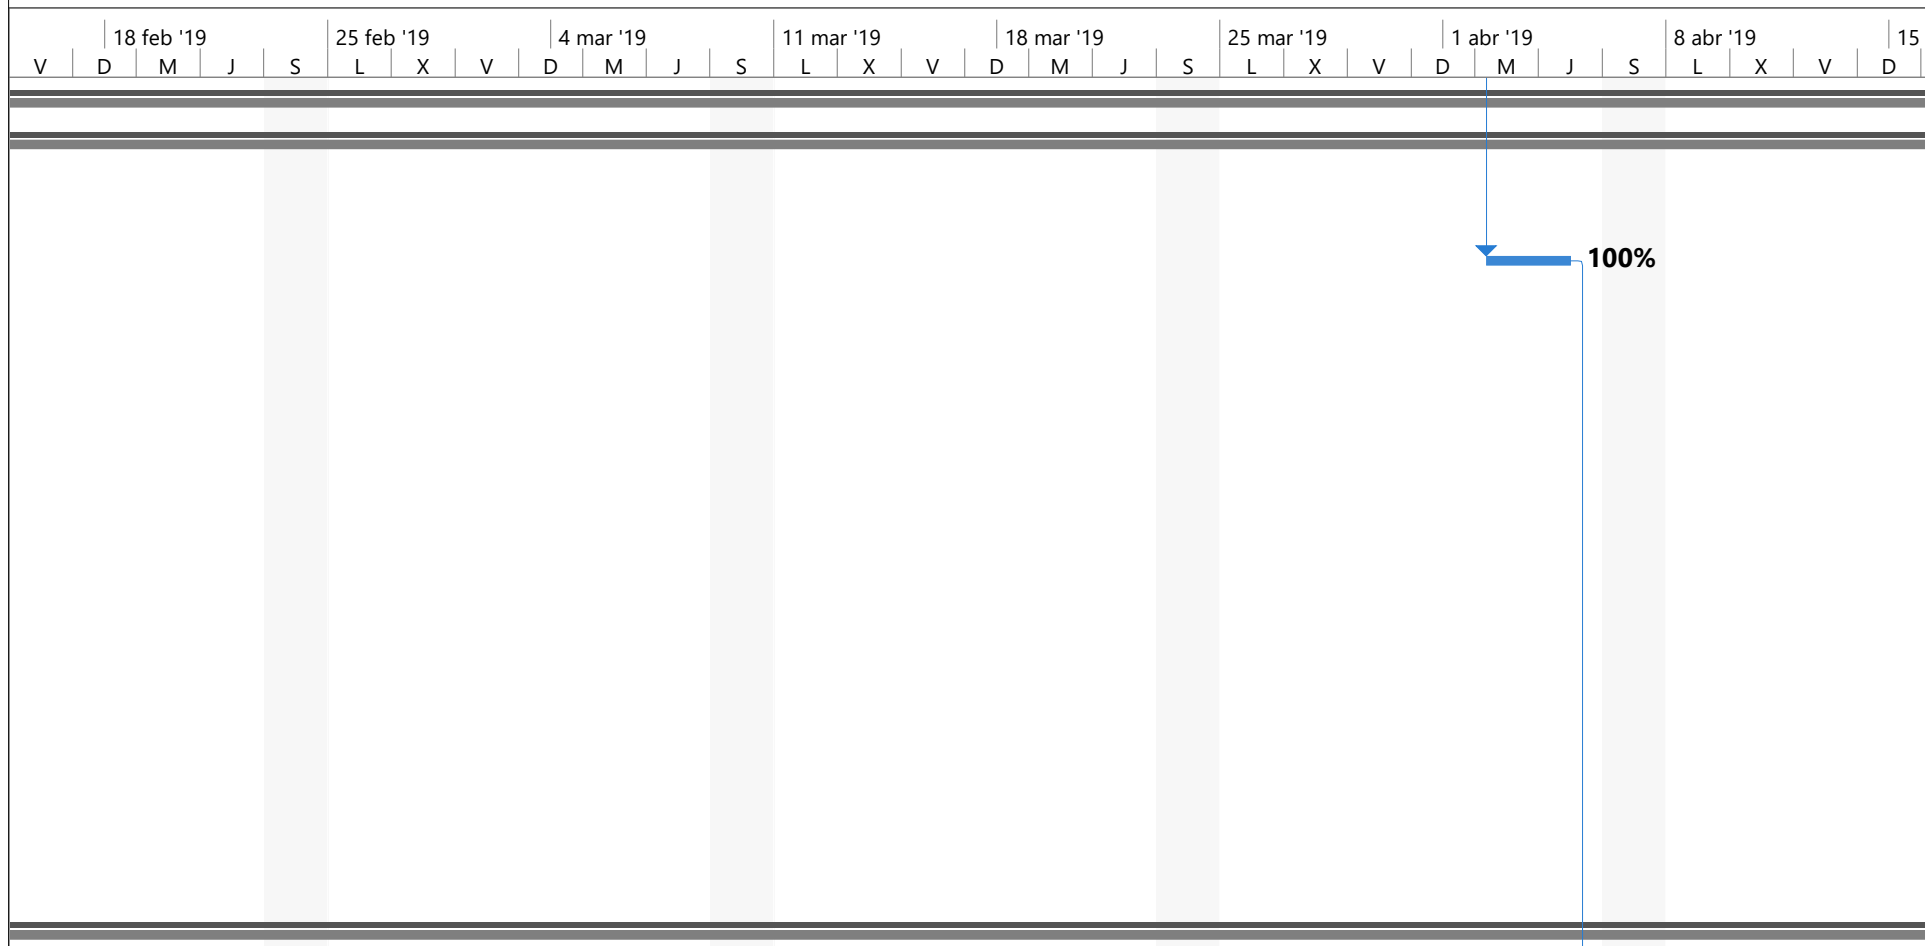 18 feb '19 25 feb '19 4 mar '19 11 mar '19 18 mar '19 25 mar '19 1 abr '19 8 abr '19 15
V D M J S L X V D M J S L X V D M J S L X V D M J S L X V D
100%